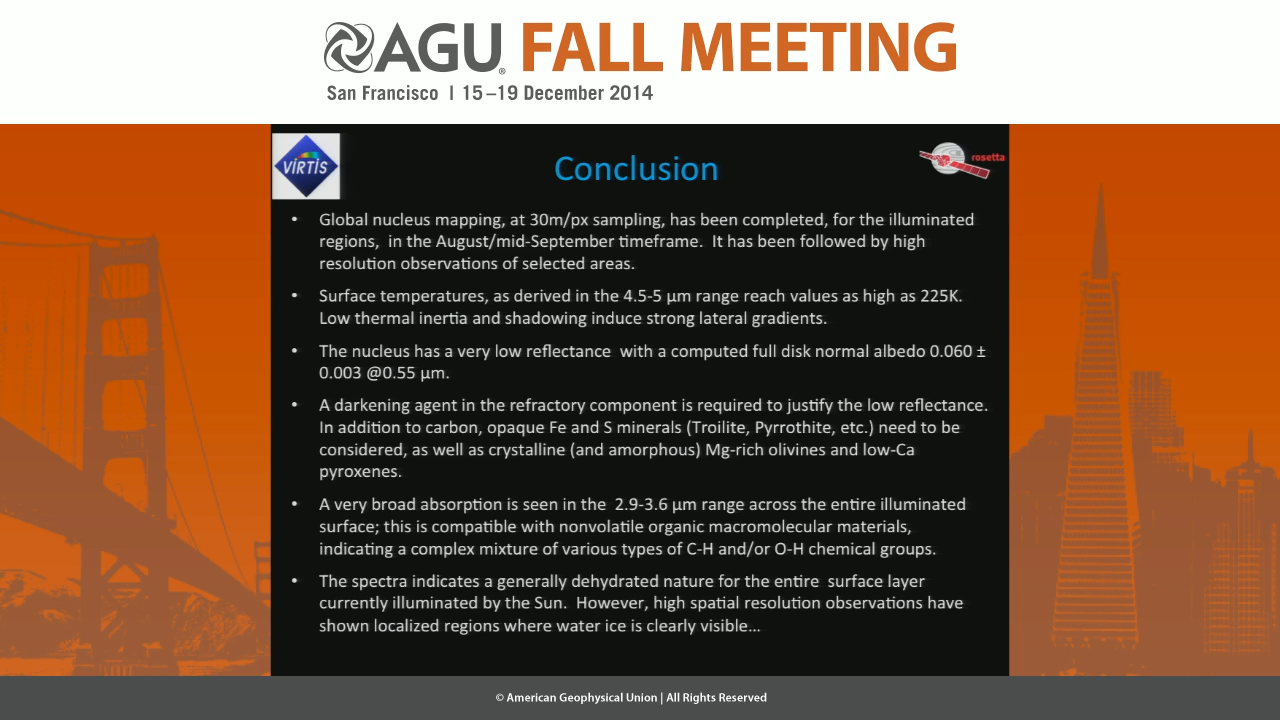 AGU® FALL MEETING
San Francisco | 15–19 December 2014
VIRTIS
rosetta
Conclusion
• Global nucleus mapping, at 30m/px sampling, has been completed, for the illuminated
regions, in the August/mid-September timeframe. It has been followed by high
resolution observations of selected areas.
• Surface temperatures, as derived in the 4.5-5 µm range reach values as high as 225K.
Low thermal inertia and shadowing induce strong lateral gradients.
• The nucleus has a very low reflectance with a computed full disk normal albedo 0.060 ±
0.003 @0.55 µm.
• A darkening agent in the refractory component is required to justify the low reflectance.
In addition to carbon, opaque Fe and S minerals (Troilite, Pyrrothite, etc.) need to be
considered, as well as crystalline (and amorphous) Mg-rich olivines and low-Ca
pyroxenes.
• A very broad absorption is seen in the 2.9-3.6 µm range across the entire illuminated
surface; this is compatible with nonvolatile organic macromolecular materials,
indicating a complex mixture of various types of C-H and/or O-H chemical groups.
• The spectra indicates a generally dehydrated nature for the entire surface layer
currently illuminated by the Sun. However, high spatial resolution observations have
shown localized regions where water ice is clearly visible…
© American Geophysical Union | All Rights Reserved